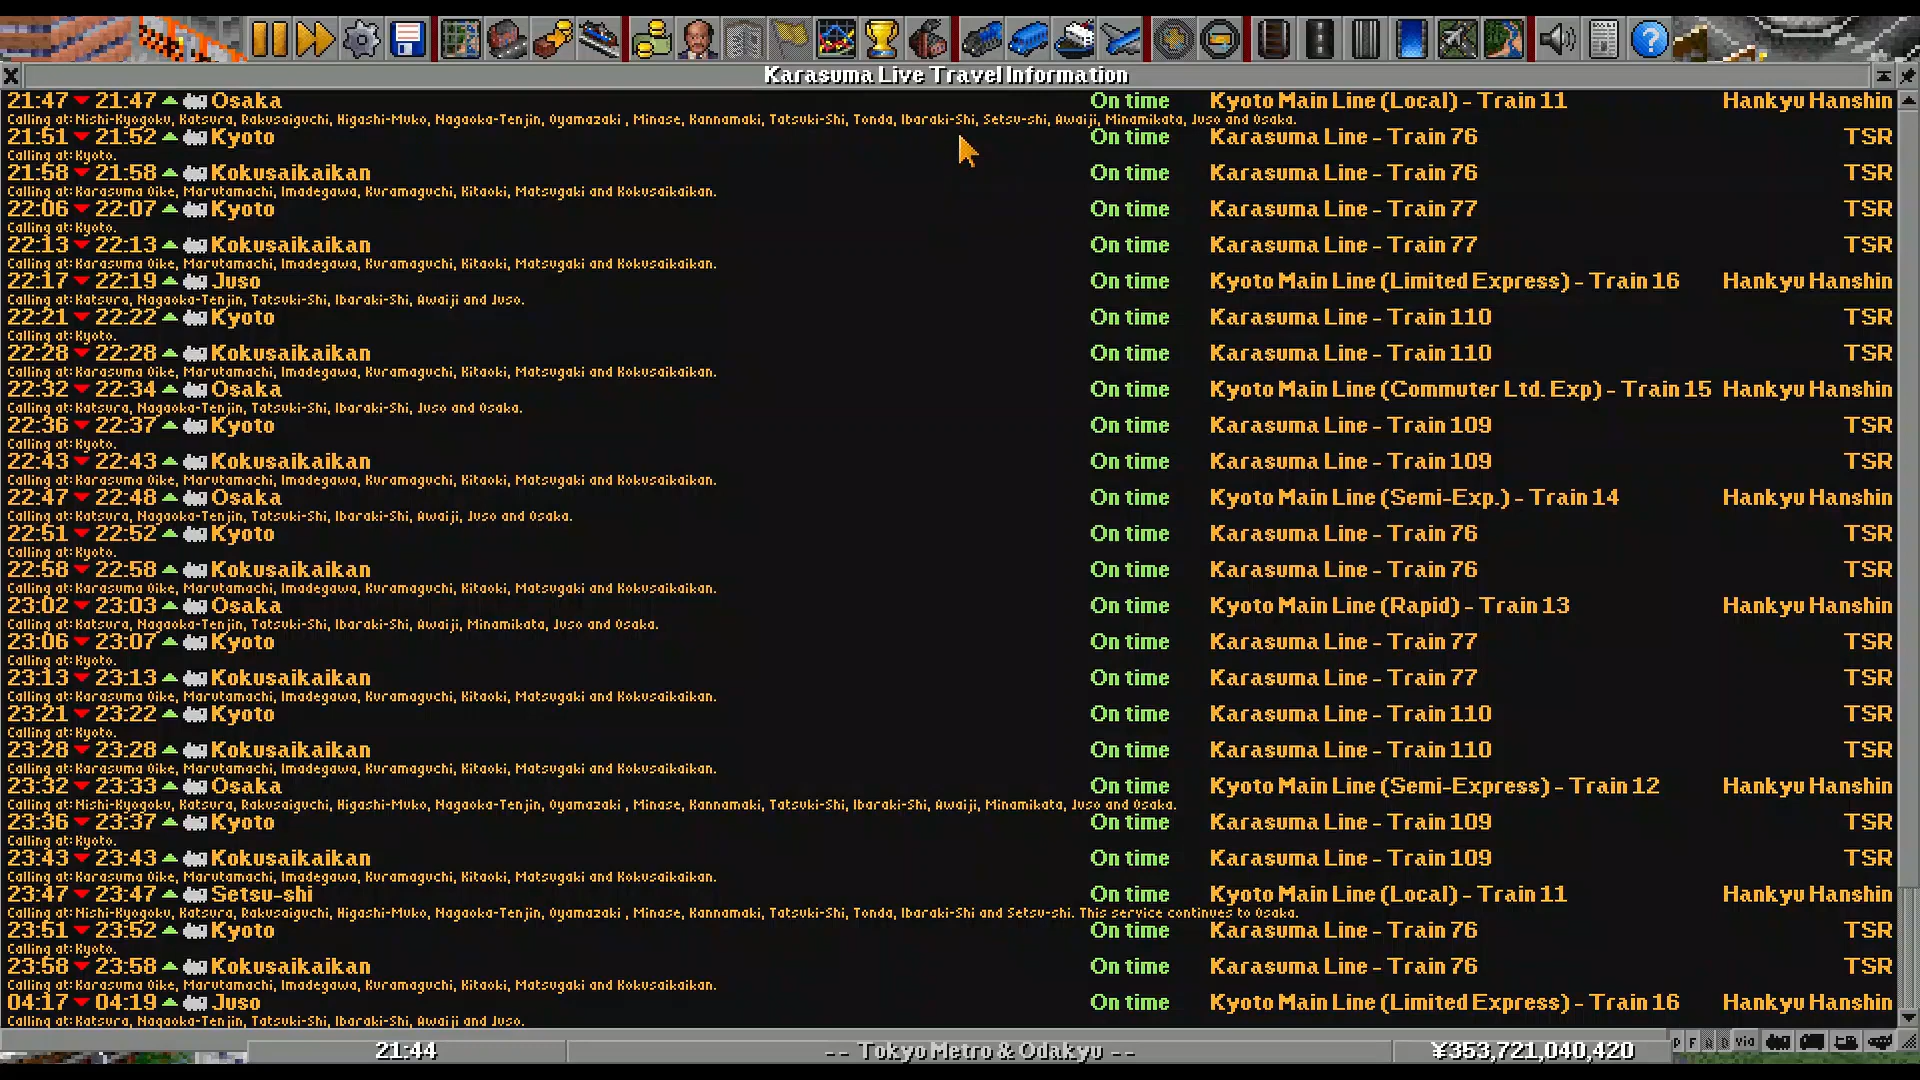 Karasuma Live Travel Information
21:47 21:47 Osaka On time Kyoto Main Line (Local) - Train 11 Hankyu Hanshin
Calling at: Nishi-Kyogoku, Katsura, Rakusaiguchi, Higashi-Muko, Nagaoka-Tenjin, Oyamazaki , Minase, Kannamaki, Tatsuki-Shi, Tonda, Ibaraki-Shi, Setsu-shi, Awaiji, Minamikata, Juso and Osaka.
21:51 21:52 Kyoto On time Karasuma Line - Train 76 TSR
Calling at: Kyoto.
21:58 21:58 Kokusaikaikan On time Karasuma Line - Train 76 TSR
Calling at: Karasuma Oike, Marutamachi, Imadegawa, Kuramaguchi, Kitaoki, Matsugaki and Kokusaikaikan.
22:06 22:07 Kyoto On time Karasuma Line - Train 77 TSR
Calling at: Kyoto.
22:13 22:13 Kokusaikaikan On time Karasuma Line - Train 77 TSR
Calling at: Karasuma Oike, Marutamachi, Imadegawa, Kuramaguchi, Kitaoki, Matsugaki and Kokusaikaikan.
22:17 22:19 Juso On time Kyoto Main Line (Limited Express) - Train 16 Hankyu Hanshin
Calling at: Katsura, Nagaoka-Tenjin, Tatsuki-Shi, Ibaraki-Shi, Awaiji and Juso.
22:21 22:22 Kyoto On time Karasuma Line - Train 110 TSR
Calling at: Kyoto.
22:28 22:28 Kokusaikaikan On time Karasuma Line - Train 110 TSR
Calling at: Karasuma Oike, Marutamachi, Imadegawa, Kuramaguchi, Kitaoki, Matsugaki and Kokusaikaikan.
22:32 22:34 Osaka On time Kyoto Main Line (Commuter Ltd. Exp) - Train 15 Hankyu Hanshin
Calling at: Katsura, Nagaoka-Tenjin, Tatsuki-Shi, Ibaraki-Shi, Juso and Osaka.
22:36 22:37 Kyoto On time Karasuma Line - Train 109 TSR
Calling at: Kyoto.
22:43 22:43 Kokusaikaikan On time Karasuma Line - Train 109 TSR
Calling at: Karasuma Oike, Marutamachi, Imadegawa, Kuramaguchi, Kitaoki, Matsugaki and Kokusaikaikan.
22:47 22:48 Osaka On time Kyoto Main Line (Semi-Exp.) - Train 14 Hankyu Hanshin
Calling at: Katsura, Nagaoka-Tenjin, Tatsuki-Shi, Ibaraki-Shi, Awaiji, Juso and Osaka.
22:51 22:52 Kyoto On time Karasuma Line - Train 76 TSR
Calling at: Kyoto.
22:58 22:58 Kokusaikaikan On time Karasuma Line - Train 76 TSR
Calling at: Karasuma Oike, Marutamachi, Imadegawa, Kuramaguchi, Kitaoki, Matsugaki and Kokusaikaikan.
23:02 23:03 Osaka On time Kyoto Main Line (Rapid) - Train 13 Hankyu Hanshin
Calling at: Katsura, Nagaoka-Tenjin, Tatsuki-Shi, Ibaraki-Shi, Awaiji, Minamikata, Juso and Osaka.
23:06 23:07 Kyoto On time Karasuma Line - Train 77 TSR
Calling at: Kyoto.
23:13 23:13 Kokusaikaikan On time Karasuma Line - Train 77 TSR
Calling at: Karasuma Oike, Marutamachi, Imadegawa, Kuramaguchi, Kitaoki, Matsugaki and Kokusaikaikan.
23:21 23:22 Kyoto On time Karasuma Line - Train 110 TSR
Calling at: Kyoto.
23:28 23:28 Kokusaikaikan On time Karasuma Line - Train 110 TSR
Calling at: Karasuma Oike, Marutamachi, Imadegawa, Kuramaguchi, Kitaoki, Matsugaki and Kokusaikaikan.
23:32 23:33 Osaka On time Kyoto Main Line (Semi-Express) - Train 12 Hankyu Hanshin
Calling at: Nishi-Kyogoku, Katsura, Rakusaiguchi, Higashi-Muko, Nagaoka-Tenjin, Oyamazaki , Minase, Kannamaki, Tatsuki-Shi, Ibaraki-Shi, Awaiji, Minamikata, Juso and Osaka.
23:36 23:37 Kyoto On time Karasuma Line - Train 109 TSR
Calling at: Kyoto.
23:43 23:43 Kokusaikaikan On time Karasuma Line - Train 109 TSR
Calling at: Karasuma Oike, Marutamachi, Imadegawa, Kuramaguchi, Kitaoki, Matsugaki and Kokusaikaikan.
23:47 23:47 Setsu-shi On time Kyoto Main Line (Local) - Train 11 Hankyu Hanshin
Calling at: Nishi-Kyogoku, Katsura, Rakusaiguchi, Higashi-Muko, Nagaoka-Tenjin, Oyamazaki , Minase, Kannamaki, Tatsuki-Shi, Tonda, Ibaraki-Shi and Setsu-shi. This service continues to Osaka.
23:51 23:52 Kyoto On time Karasuma Line - Train 76 TSR
Calling at: Kyoto.
23:58 23:58 Kokusaikaikan On time Karasuma Line - Train 76 TSR
Calling at: Karasuma Oike, Marutamachi, Imadegawa, Kuramaguchi, Kitaoki, Matsugaki and Kokusaikaikan.
04:17 04:19 Juso On time Kyoto Main Line (Limited Express) - Train 16 Hankyu Hanshin
Calling at: Katsura, Nagaoka-Tenjin, Tatsuki-Shi, Ibaraki-Shi, Awaiji and Juso.
P F A D via
21:44 -- Tokyo Metro & Odakyu -- ¥353,721,040,420